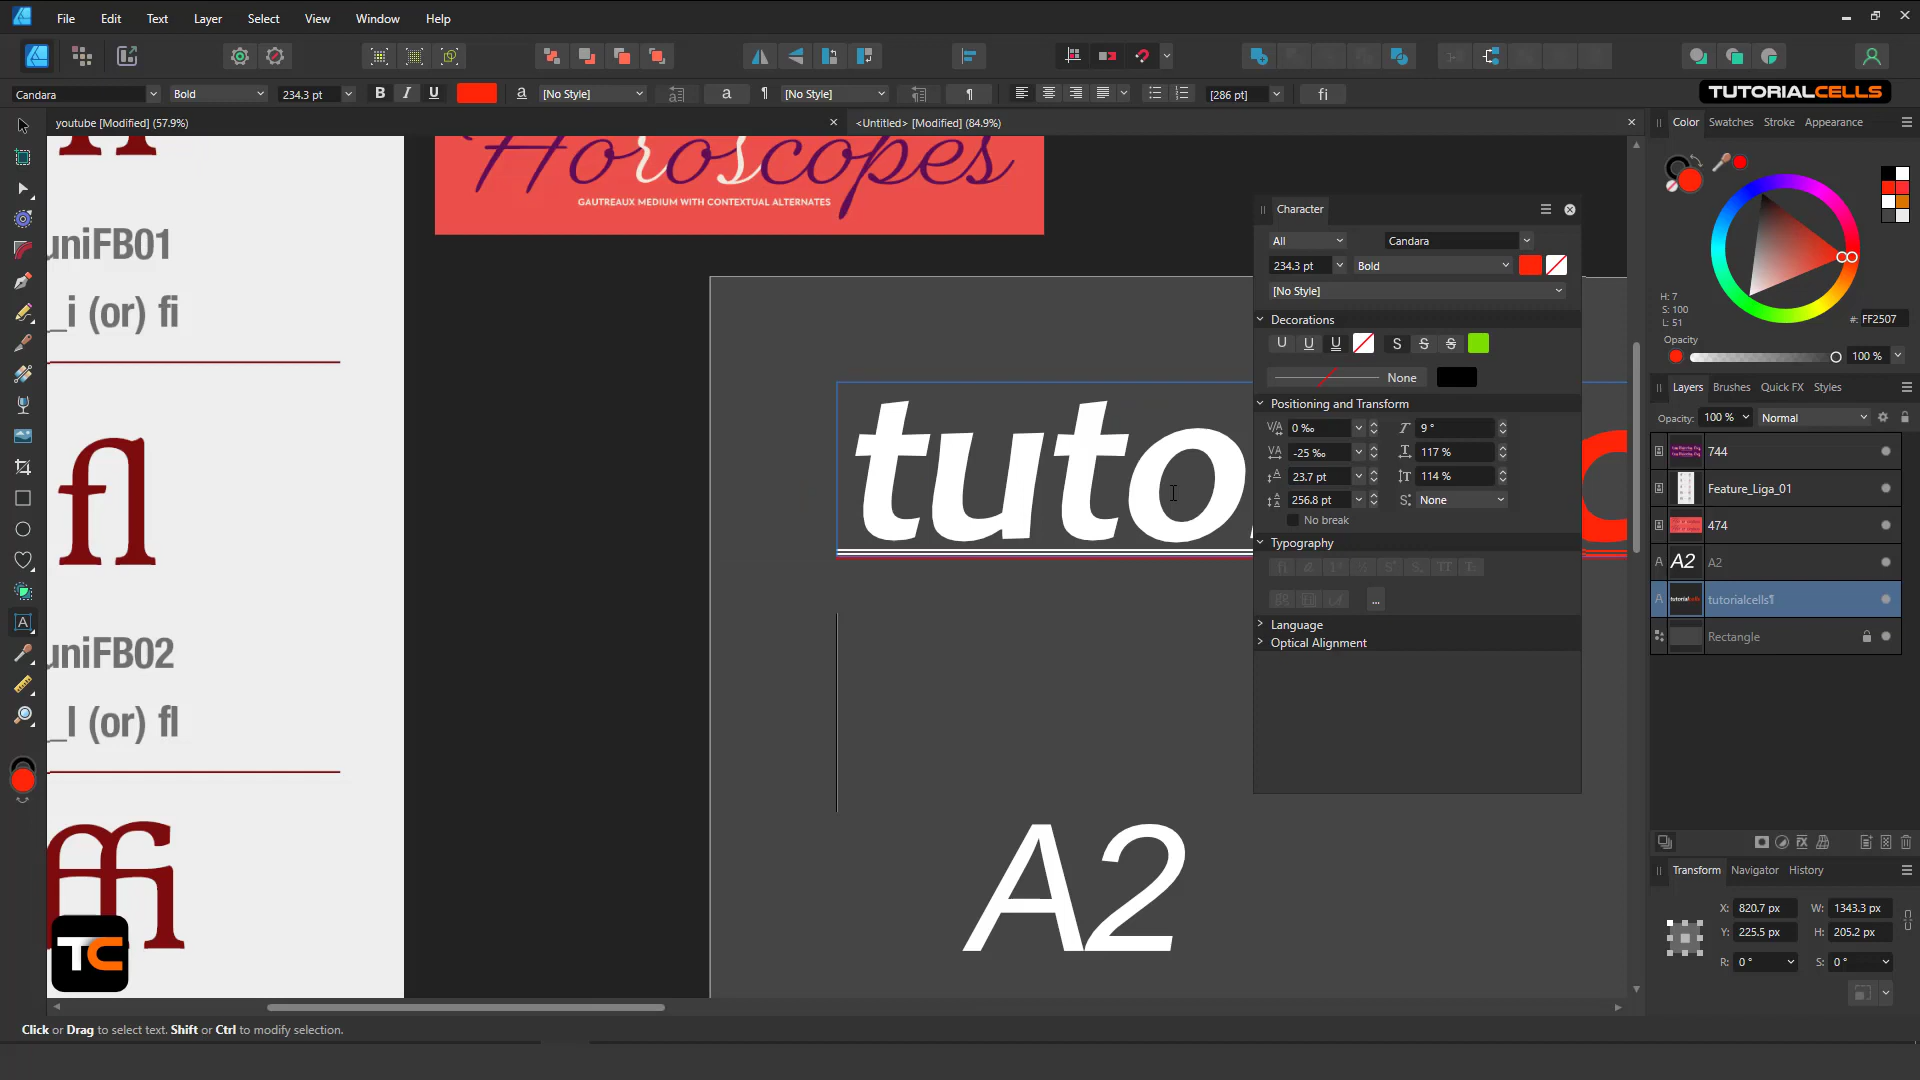 File Edit Text Layer Select View Window Help
Candara Bold 234.3 pt B I U a [No Style] a ¶ [No Style] ¶ [286 pt] fi
TUTORIALCELLS
youtube [Modified] (57.9%)
<Untitled> [Modified] (84.9%)
Color Swatches Stroke Appearance
H: 7
S: 100
L: 51
#: FF2507
Opacity
100 %
Layers Brushes Quick FX Styles
Opacity: 100 % Normal
744
Feature_Liga_01
474
A A2 A2
A tutorialcells tutorialcells¶
Rectangle
Transform Navigator History
X: 820.7 px W: 1343.3 px
Y: 225.5 px H: 205.2 px
R: 0 ° S: 0 °
Horoscopes
GAUTREAUX MEDIUM WITH CONTEXTUAL ALTERNATES
uniFB01
_i (or) fi
fl
uniFB02
_l (or) fl
ffi
TC
tuto
A2
Character
All Candara
234.3 pt Bold
[No Style]
Decorations
U U U S S S
None
Positioning and Transform
0 ‰ 9 °
-25 ‰ 117 %
23.7 pt 114 %
256.8 pt None
No break
Typography
...
Language
Optical Alignment
Click or Drag to select text. Shift or Ctrl to modify selection.